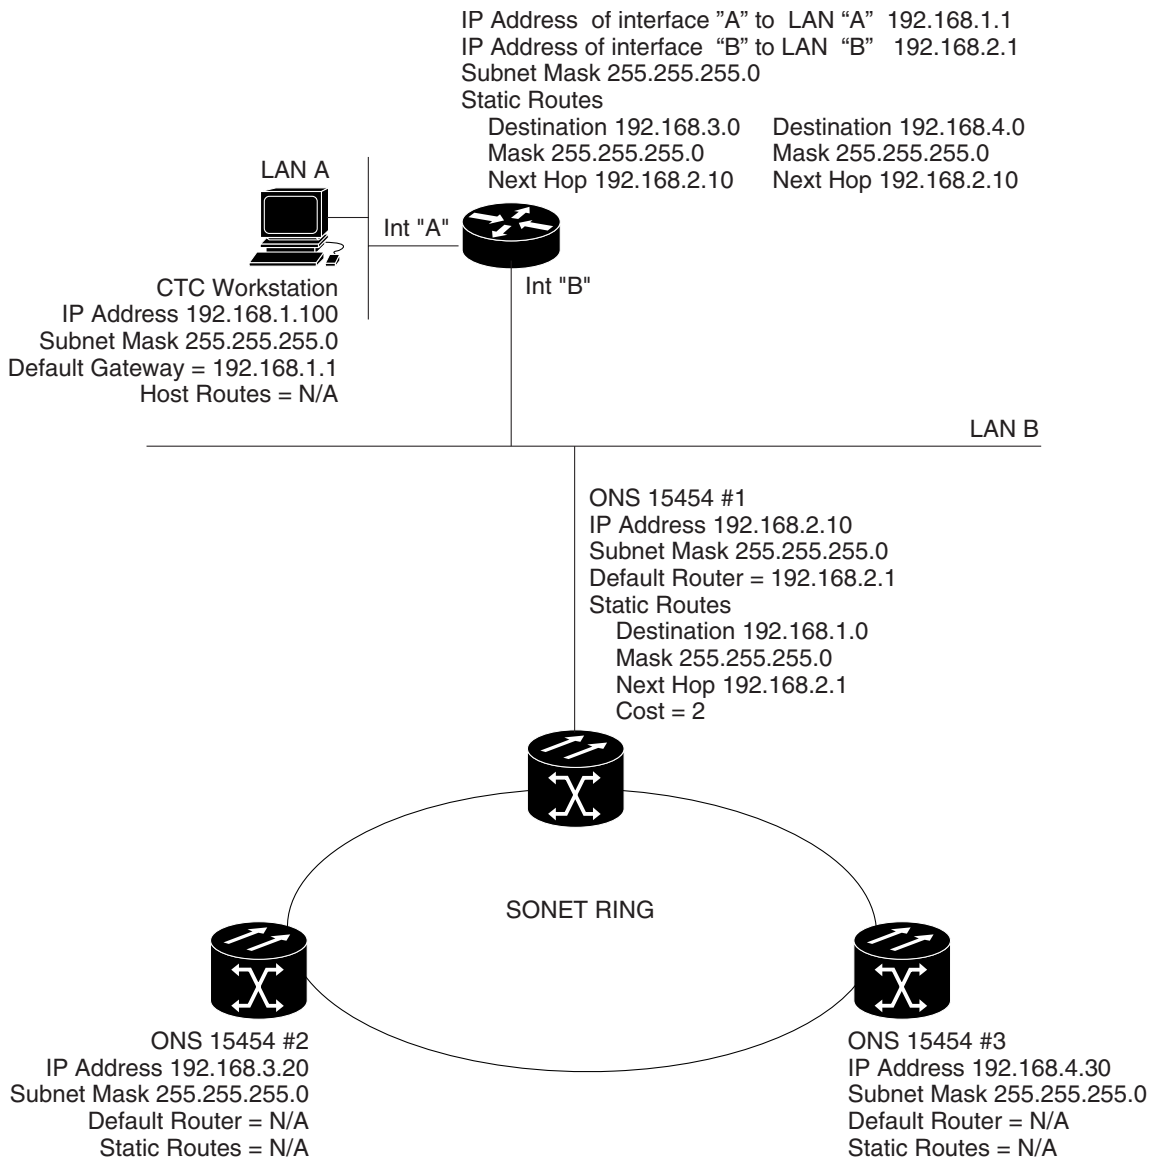 IP Address of interface ”A” to LAN “A” 192.168.1.1
IP Address of interface “B” to LAN “B” 192.168.2.1
Subnet Mask 255.255.255.0
Static Routes
Destination 192.168.3.0
Mask 255.255.255.0
Next Hop 192.168.2.10
Destination 192.168.4.0
Mask 255.255.255.0
Next Hop 192.168.2.10
LAN A
Int "A"
Int "B"
CTC Workstation
IP Address 192.168.1.100
Subnet Mask 255.255.255.0
Default Gateway = 192.168.1.1
Host Routes = N/A
LAN B
ONS 15454 #1
IP Address 192.168.2.10
Subnet Mask 255.255.255.0
Default Router = 192.168.2.1
Static Routes
Destination 192.168.1.0
Mask 255.255.255.0
Next Hop 192.168.2.1
Cost = 2
SONET RING
ONS 15454 #2
IP Address 192.168.3.20
Subnet Mask 255.255.255.0
Default Router = N/A
Static Routes = N/A
ONS 15454 #3
IP Address 192.168.4.30
Subnet Mask 255.255.255.0
Default Router = N/A
Static Routes = N/A